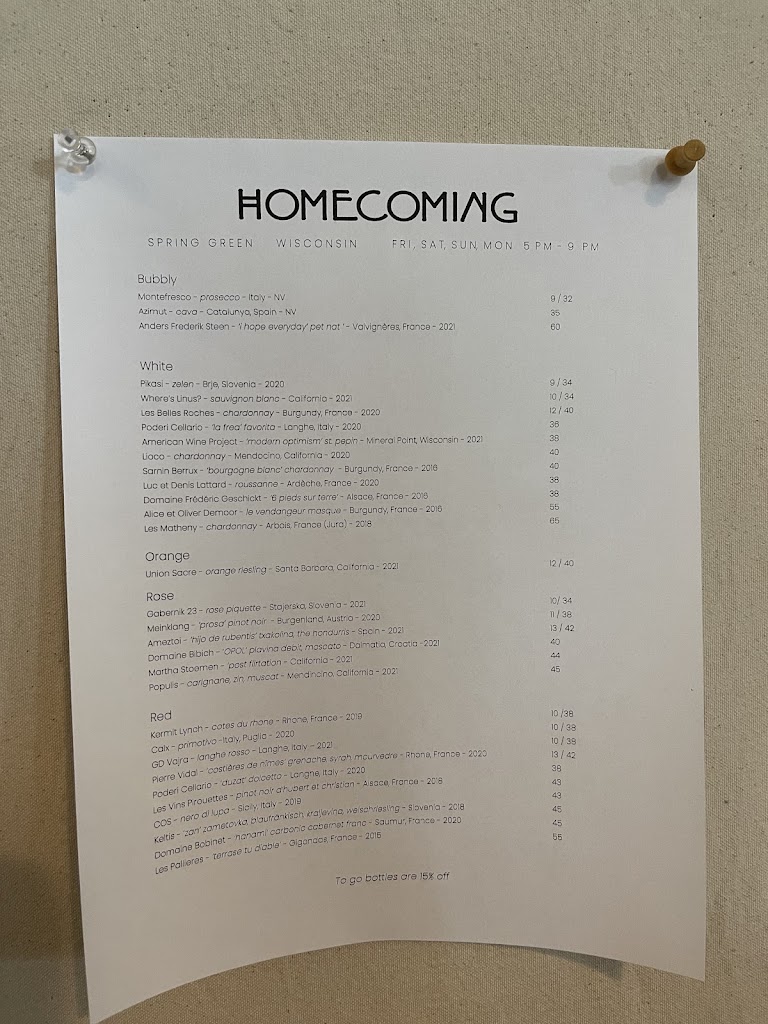 HOMECOMING
SPRING GREEN WISCONSIN FRI, SAT, SUN, MON 5 PM - 9 PM
Bubbly
Montefresco - prosecco - Italy - NV 9 / 32
Azimut - cava - Catalunya, Spain - NV 35
Anders Frederik Steen - 'i hope everyday' pet nat ' - Valvignères, France - 2021 60
White
Pikasi - zelen - Brje, Slovenia - 2020 9 / 34
Where's Linus? - sauvignon blanc - California - 2021 10 / 34
Les Belles Roches - chardonnay - Burgundy, France - 2020 12 / 40
Poderi Cellario - 'la frea' favorita - Langhe, Italy - 2020 36
American Wine Project - 'modern optimism' st. pepin - Mineral Point, Wisconsin - 2021 38
Lioco - chardonnay - Mendocino, California - 2020 40
Sarnin Berrux - 'bourgogne blanc' chardonnay - Burgundy, France - 2016 40
Luc et Denis Lattard - roussanne - Ardèche, France - 2020 38
Domaine Frédéric Geschickt - '6 pieds sur terre' - Alsace, France - 2016 38
Alice et Oliver Demoor - le vendangeur masque - Burgundy, France - 2016 55
Les Matheny - chardonnay - Arbois, France (Jura) - 2018 65
Orange
Union Sacre - orange riesling - Santa Barbara, California - 2021 12 / 40
Rose
Gabernik 23 - rose piquette - Stajerska, Slovenia - 2021 10/ 34
Meinklang - 'prosa' pinot noir - Burgenland, Austria - 2020 11 / 38
Ameztoi - 'hijo de rubentis' txakolina, the hondurris - Spain - 2021 13 / 42
Domaine Bibich - 'OPOL' plavina debit, moscato - Dalmatia, Croatia -2021 40
Martha Stoemen - 'post flirtation - California - 2021 44
Populis - carignane, zin, muscat - Mendincino, California - 2021 45
Red
Kermit Lynch - cotes du rhone - Rhone, France - 2019 10 /38
Calx - primotivo -Italy, Puglia - 2020 10 / 38
GD Vajra - langhe rosso - Langhe, Italy - 2021 10 / 38
Pierre Vidal - 'costières de nîmes' grenache, syrah, mourvedre - Rhone, France - 2020 13 / 42
Poderi Cellario - 'duzat' dolcetto - Langhe, Italy - 2020 38
Les Vins Pirouettes - pinot noir d'hubert et christian - Alsace, France - 2018 43
COS - nero di lupo - Sicily, Italy - 2019 43
Keltis - 'zan' zametovka, blaufränkisch, kraljevina, welschriesling - Slovenia - 2018 45
Domaine Bobinet - 'hanami' carbonic cabernet franc - Saumur, France - 2020 45
Les Pallieres - 'terrase tu diable' - Gigondas, France - 2015 55
To go bottles are 15% off